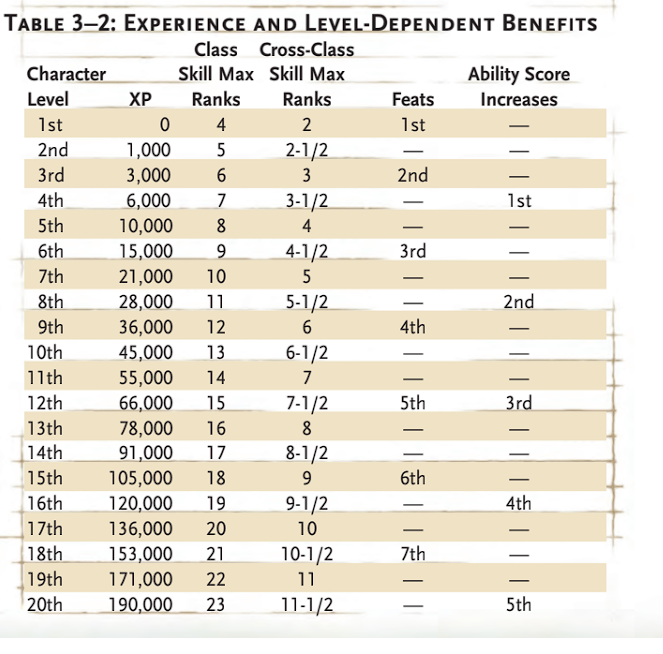 TABLE 3–2: EXPERIENCE AND LEVEL-DEPENDENT BENEFITS
Class Cross-Class
Character Skill Max Skill Max Ability Score
Level XP Ranks Ranks Feats Increases
1st 0 4 2 1st —
2nd 1,000 5 2-1/2 — —
3rd 3,000 6 3 2nd —
4th 6,000 7 3-1/2 — 1st
5th 10,000 8 4 — —
6th 15,000 9 4-1/2 3rd —
7th 21,000 10 5 — —
8th 28,000 11 5-1/2 — 2nd
9th 36,000 12 6 4th —
10th 45,000 13 6-1/2 — —
11th 55,000 14 7 — —
12th 66,000 15 7-1/2 5th 3rd
13th 78,000 16 8 — —
14th 91,000 17 8-1/2 — —
15th 105,000 18 9 6th —
16th 120,000 19 9-1/2 — 4th
17th 136,000 20 10 — —
18th 153,000 21 10-1/2 7th —
19th 171,000 22 11 — —
20th 190,000 23 11-1/2 — 5th